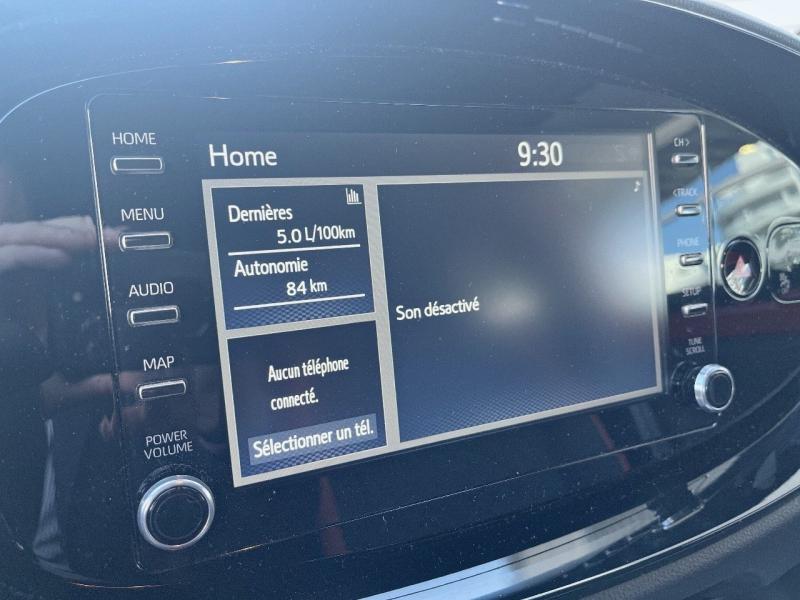 HOME
MENU
AUDIO
MAP
POWER
VOLUME
Home
9:30
Dernières
5.0 L/100km
Autonomie
84 km
Aucun téléphone
connecté.
Sélectionner un tél.
Son désactivé
CH >
< TRACK
PHONE
SETUP
TUNE
SCROLL